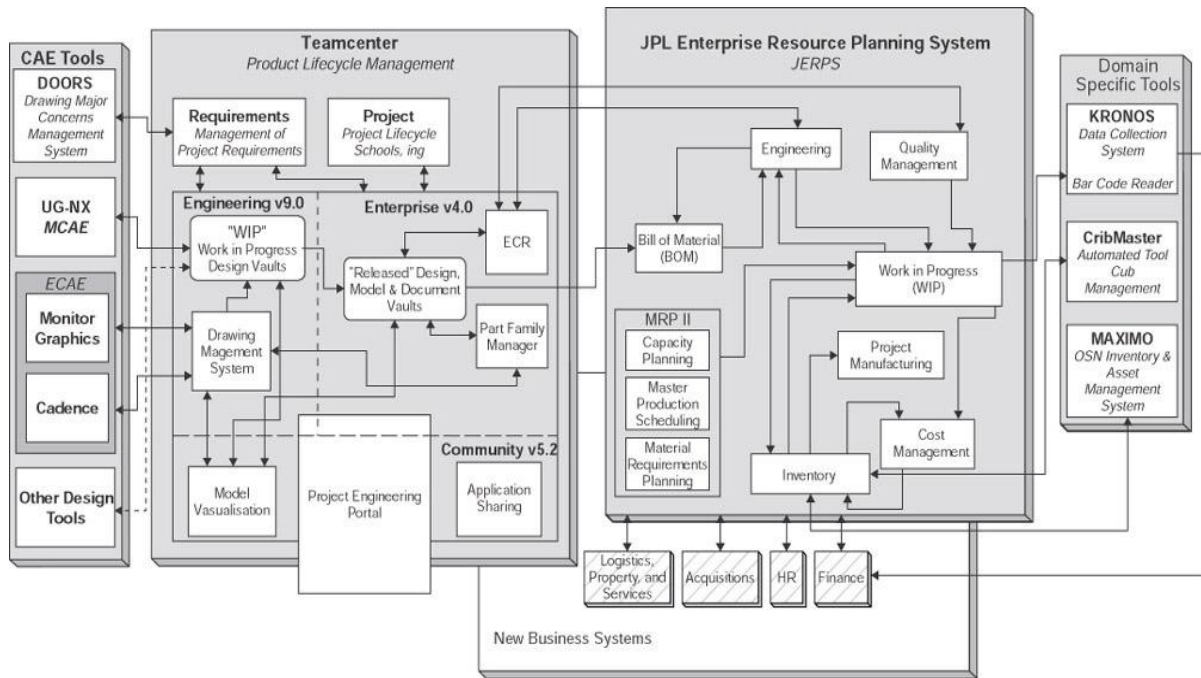 CAE Tools
DOORS
Drawing Major
Concerns
Management
System
UG-NX
MCAE
ECAE
Monitor
Graphics
Cadence
Other Design
Tools
Teamcenter
Product Lifecycle Management
Requirements
Management of
Project Requirements
Project
Project Lifecycle
Schools, ing
Engineering v9.0
"WIP"
Work in Progress
Design Vaults
Drawing
Magement
System
Enterprise v4.0
ECR
"Released" Design,
Model & Document
Vaults
Part Family
Manager
Model
Vasualisation
Project Engineering
Portal
Community v5.2
Application
Sharing
JPL Enterprise Resource Planning System
JERPS
Engineering
Quality
Management
Bill of Material
(BOM)
Work in Progress
(WIP)
MRP II
Capacity
Planning
Master
Production
Scheduling
Material
Requirements
Planning
Project
Manufacturing
Cost
Management
Inventory
Domain
Specific Tools
KRONOS
Data Collection
System
Bar Code Reader
CribMaster
Automated Tool
Cub
Management
MAXIMO
OSN Inventory &
Asset
Management
System
Logistics,
Property, and
Services
Acquisitions
HR
Finance
New Business Systems